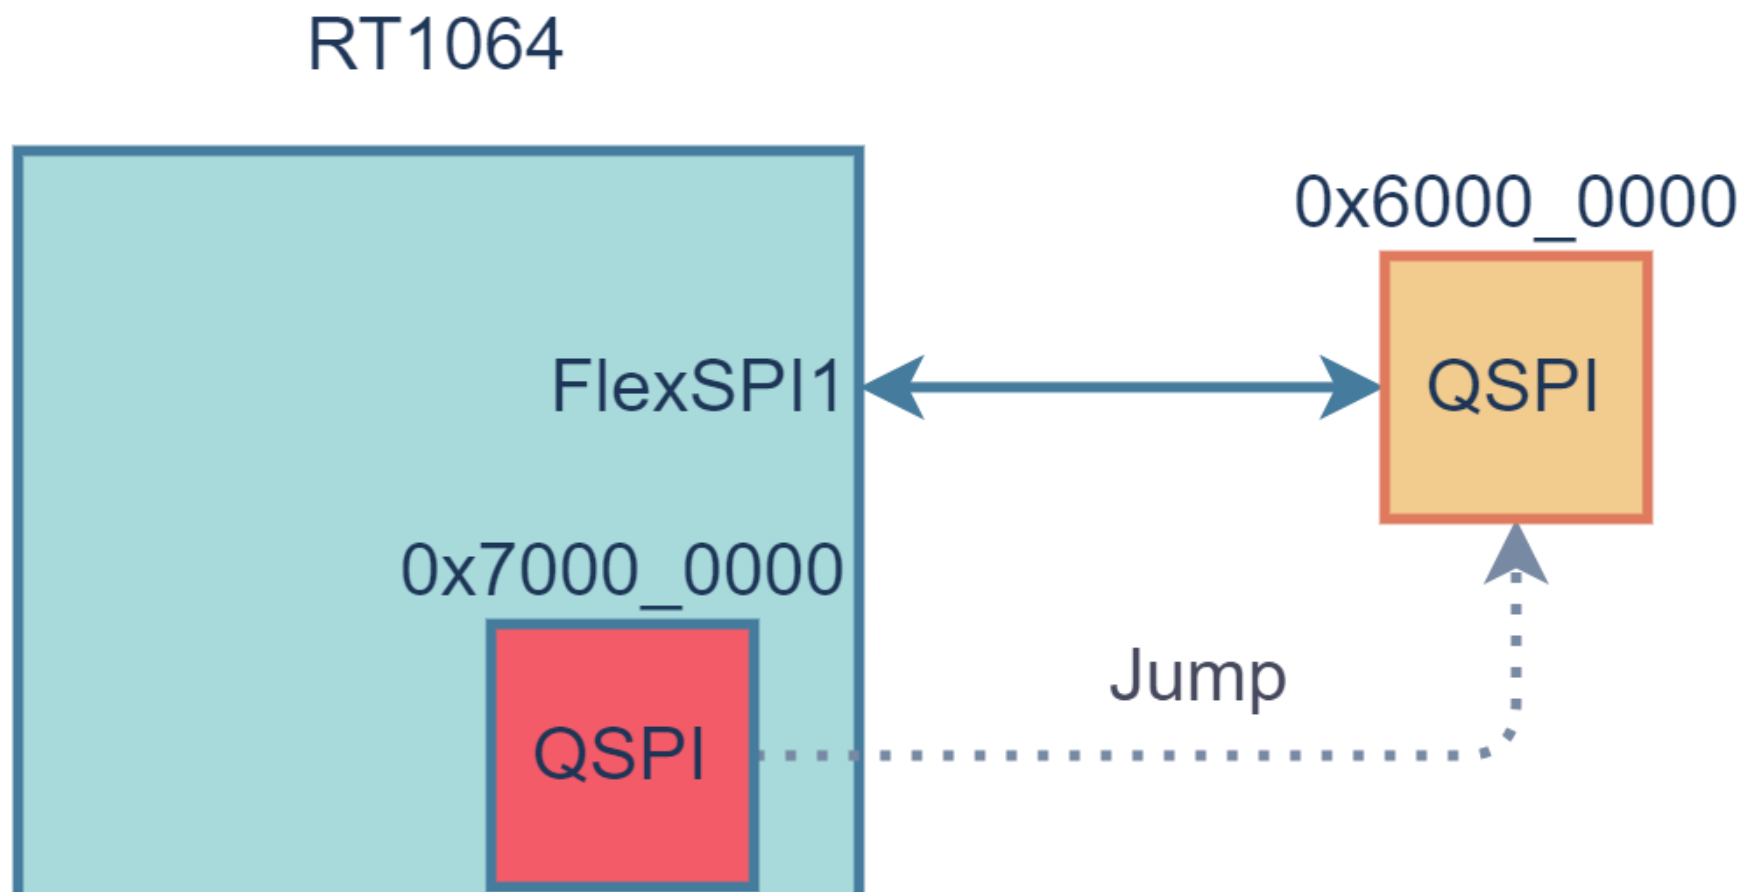 RT1064
0x6000_0000
FlexSPI1
QSPI
0x7000_0000
Jump
QSPI